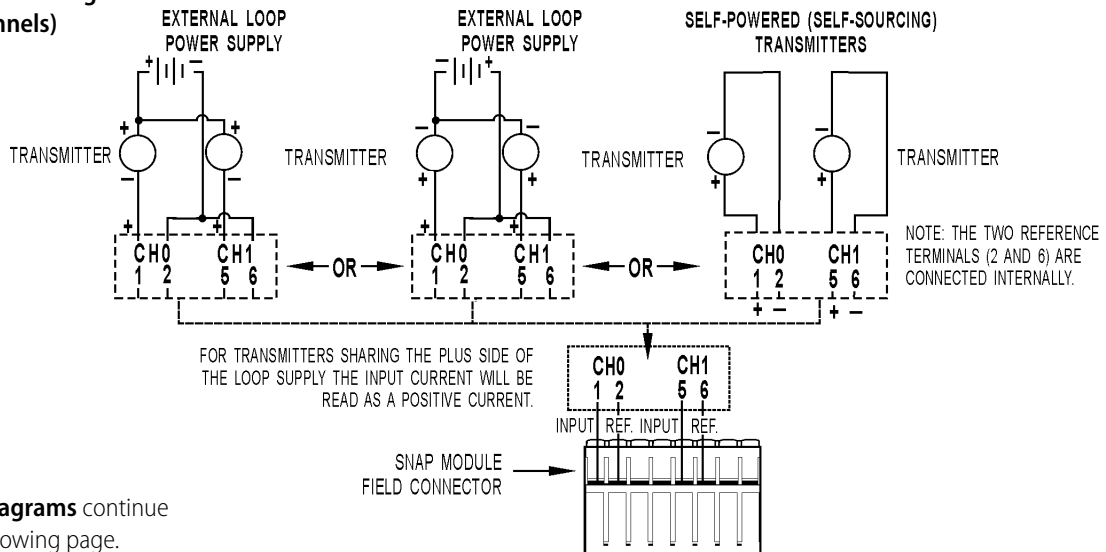 nnels)
EXTERNAL LOOP
POWER SUPPLY
EXTERNAL LOOP
POWER SUPPLY
SELF-POWERED (SELF-SOURCING)
TRANSMITTERS
+ −
− +
+ +
− −
− −
TRANSMITTER
TRANSMITTER
TRANSMITTER
TRANSMITTER
− −
+ +
+ +
+ +
+ +
CH0 CH1
1 2 5 6
OR
CH0 CH1
1 2 5 6
OR
CH0 CH1
1 2 5 6
+ − + −
NOTE: THE TWO REFERENCE
TERMINALS (2 AND 6) ARE
CONNECTED INTERNALLY.
FOR TRANSMITTERS SHARING THE PLUS SIDE OF
THE LOOP SUPPLY THE INPUT CURRENT WILL BE
READ AS A POSITIVE CURRENT.
CH0 CH1
1 2 5 6
INPUT REF. INPUT REF.
SNAP MODULE
FIELD CONNECTOR
agrams continue
owing page.